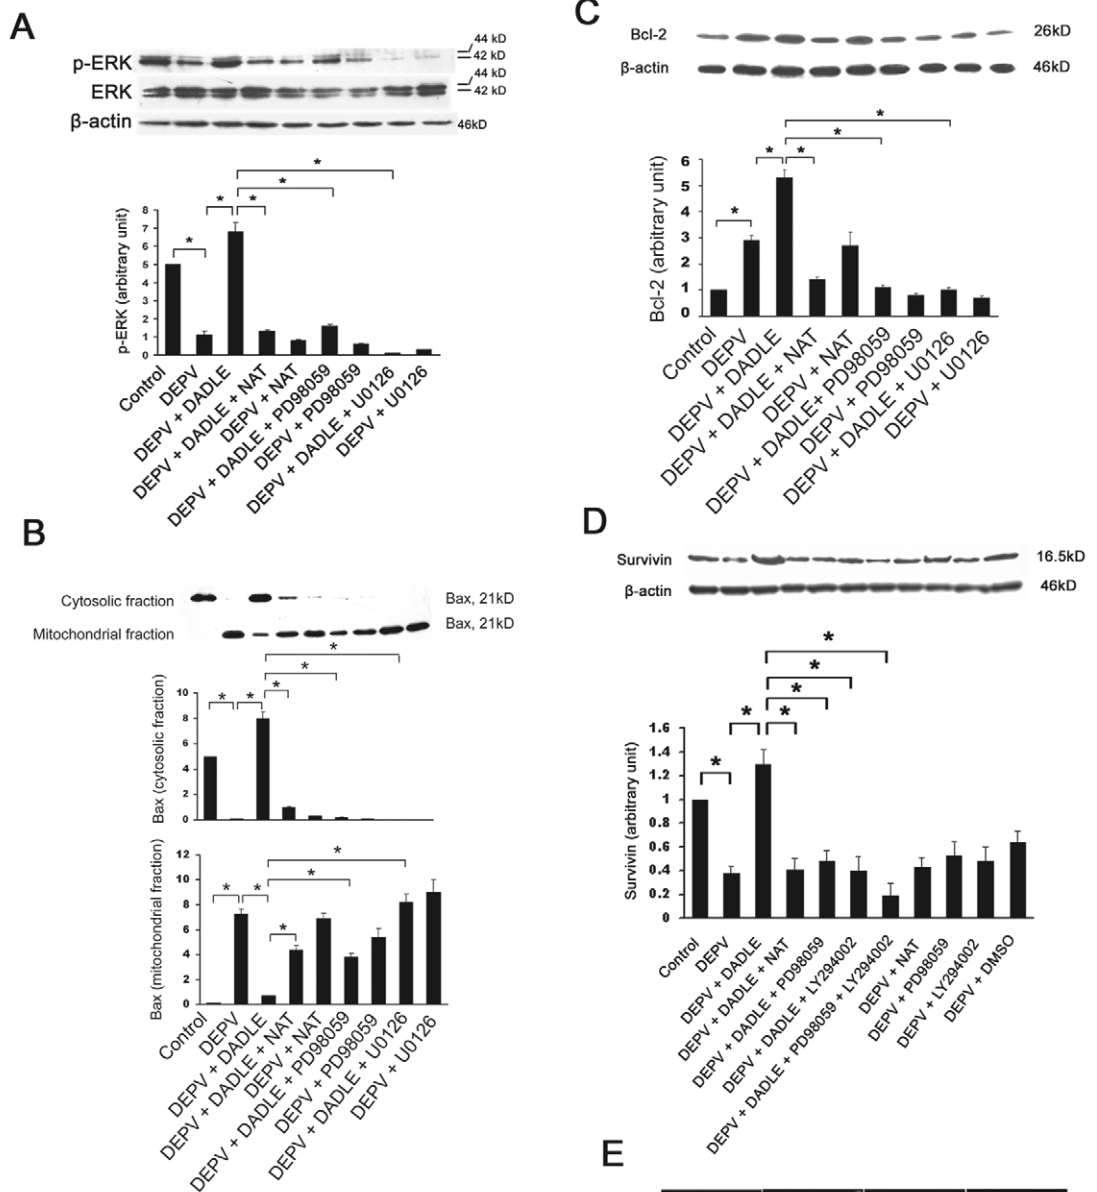 A
p-ERK
44 kD
42 kD
ERK
44 kD
42 kD
β-actin
46kD
*
*
*
*
*
p-ERK (arbitrary unit)
8
7
6
5
4
3
2
1
0
Control
DEPV
DEPV + DADLE
DEPV + DADLE + NAT
DEPV + NAT
DEPV + DADLE + PD98059
DEPV + PD98059
DEPV + DADLE + U0126
DEPV + U0126
B
Cytosolic fraction
Bax, 21kD
Mitochondrial fraction
Bax, 21kD
*
*
*
*
*
Bax (cytosolic fraction)
10
8
6
4
2
0
Bax (mitochondrial fraction)
12
10
8
6
4
2
0
*
*
*
*
*
Control
DEPV
DEPV + DADLE
DEPV + DADLE + NAT
DEPV + NAT
DEPV + DADLE + PD98059
DEPV + PD98059
DEPV + DADLE + U0126
DEPV + U0126
C
Bcl-2
26kD
β-actin
46kD
*
*
*
*
*
Bcl-2 (arbitrary unit)
6
5
4
3
2
1
0
Control
DEPV
DEPV + DADLE
DEPV + DADLE + NAT
DEPV + NAT
DEPV + DADLE+ PD98059
DEPV + PD98059
DEPV + DADLE + U0126
DEPV + U0126
D
Survivin
16.5kD
β-actin
46kD
*
*
*
*
*
*
Survivin (arbitrary unit)
1.6
1.4
1.2
1
0.8
0.6
0.4
0.2
0
Control
DEPV
DEPV + DADLE
DEPV + DADLE + NAT
DEPV + DADLE + PD98059
DEPV + DADLE + LY294002
DEPV + DADLE + PD98059 + LY294002
DEPV + NAT
DEPV + PD98059
DEPV + LY294002
DEPV + DMSO
E